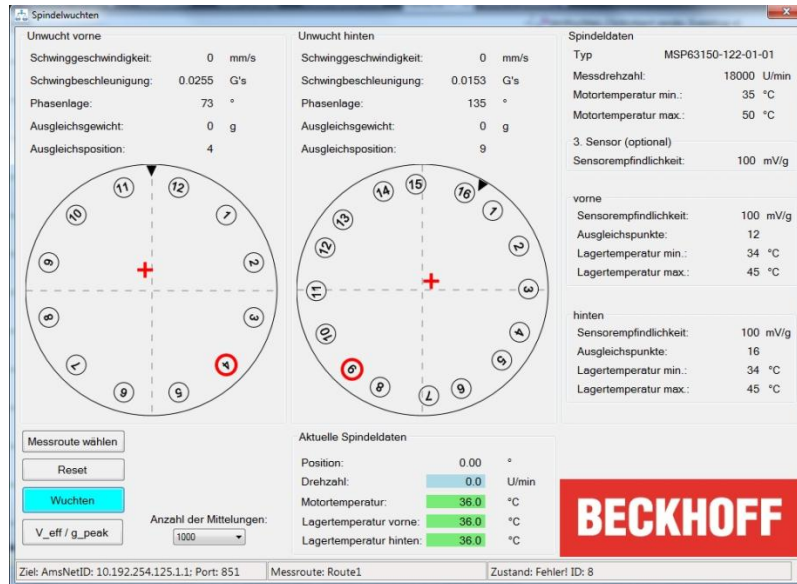 Spindelwuchten
Unwucht vorne
Schwinggeschwindigkeit: 0 mm/s
Schwingbeschleunigung: 0.0255 G's
Phasenlage: 73 °
Ausgleichsgewicht: 0 g
Ausgleichsposition: 4
11 12
10 1
9 2
8 3
7 4
6 5
Unwucht hinten
Schwinggeschwindigkeit: 0 mm/s
Schwingbeschleunigung: 0.0153 G's
Phasenlage: 135 °
Ausgleichsgewicht: 0 g
Ausgleichsposition: 9
14 15 16
13 1
12 2
11 3
10 4
9 5
8 7 6
Spindeldaten
Typ MSP63150-122-01-01
Messdrehzahl: 18000 U/min
Motortemperatur min.: 35 °C
Motortemperatur max.: 50 °C
3. Sensor (optional)
Sensorempfindlichkeit: 100 mV/g
vorne
Sensorempfindlichkeit: 100 mV/g
Ausgleichspunkte: 12
Lagertemperatur min.: 34 °C
Lagertemperatur max.: 45 °C
hinten
Sensorempfindlichkeit: 100 mV/g
Ausgleichspunkte: 16
Lagertemperatur min.: 34 °C
Lagertemperatur max.: 45 °C
Messroute wählen
Reset
Wuchten
V_eff / g_peak
Anzahl der Mittelungen:
1000
Aktuelle Spindeldaten
Position: 0.00 °
Drehzahl: 0.0 U/min
Motortemperatur: 36.0 °C
Lagertemperatur vorne: 36.0 °C
Lagertemperatur hinten: 36.0 °C
BECKHOFF
Ziel: AmsNetID: 10.192.254.125.1.1; Port: 851
Messroute: Route1
Zustand: Fehler! ID: 8